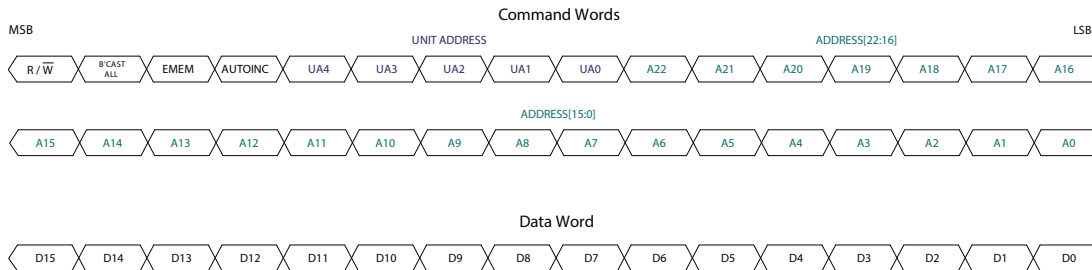 Command Words
MSB
LSB
UNIT ADDRESS
ADDRESS[22:16]
R / W B'CAST ALL EMEM AUTOINC UA4 UA3 UA2 UA1 UA0 A22 A21 A20 A19 A18 A17 A16
ADDRESS[15:0]
A15 A14 A13 A12 A11 A10 A9 A8 A7 A6 A5 A4 A3 A2 A1 A0
Data Word
D15 D14 D13 D12 D11 D10 D9 D8 D7 D6 D5 D4 D3 D2 D1 D0